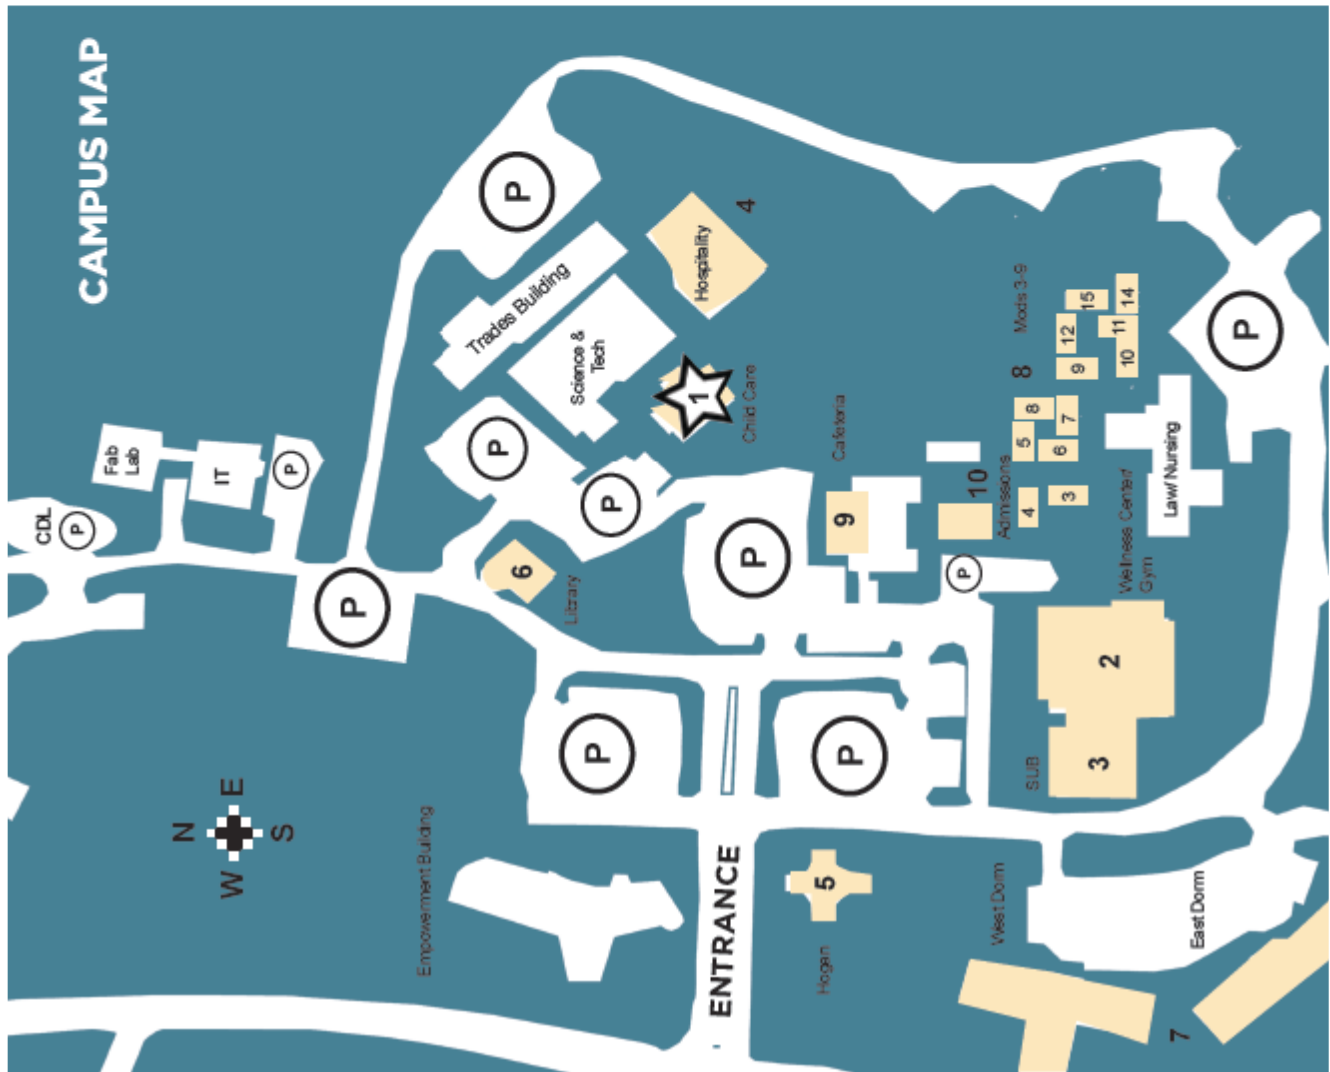 CAMPUS MAP
CDL
P
Fab
Lab
IT
P
P
P
Trades Building
Science &
Tech
P
P
Hospitality
4
1
Child Care
6
Library
P
Cafeteria
9
10
Admissions
P
8
Mods 3-9
3
4
5
6
7
8
9
10
11
12
14
15
Law/ Nursing
P
Wellness Center/
Gym
2
SUB
3
P
P
N
W
E
S
Empowerment Building
ENTRANCE
5
Hogan
West Dorm
East Dorm
7